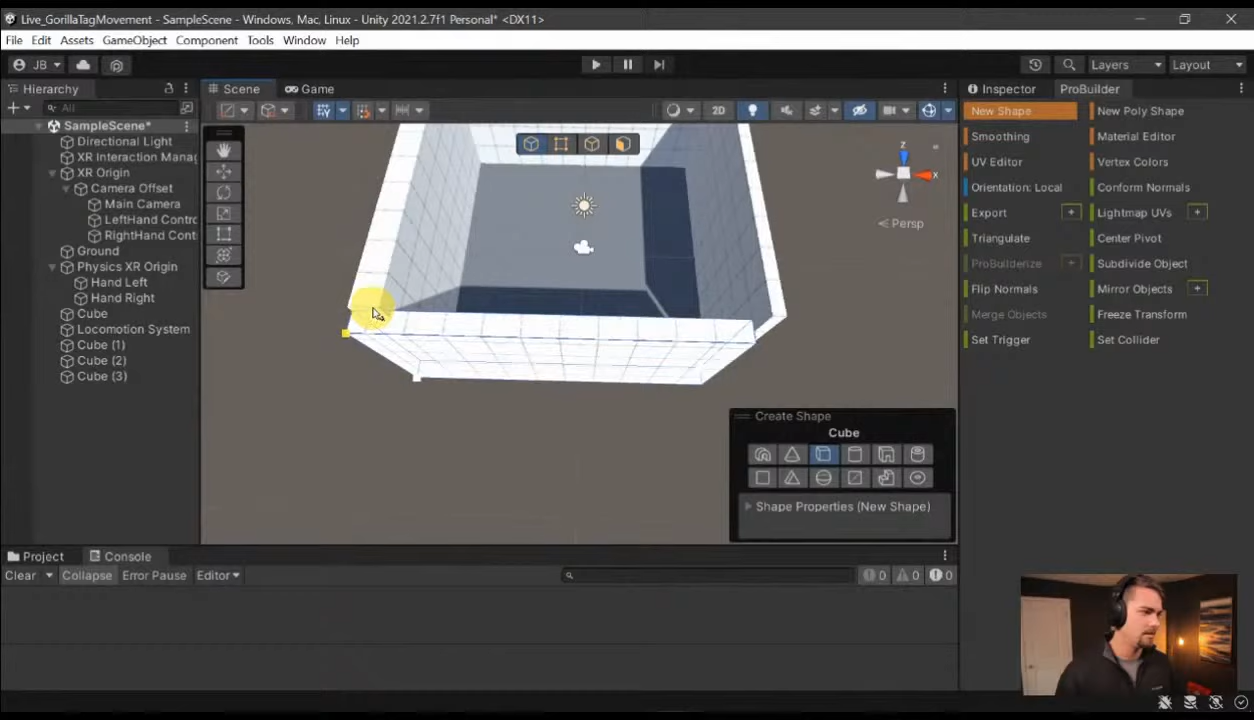 Live_GorillaTagMovement - SampleScene - Windows, Mac, Linux - Unity 2021.2.7f1 Personal* <DX11>
File Edit Assets GameObject Component Tools Window Help
JB Layers Layout
Hierarchy Scene Game Inspector ProBuilder
All 2D
SampleScene*
Directional Light
XR Interaction Mana
XR Origin
Camera Offset
Main Camera
LeftHand Contro
RightHand Cont
Ground
Physics XR Origin
Hand Left
Hand Right
Cube
Locomotion System
Cube (1)
Cube (2)
Cube (3)
z
x
< Persp
New Shape New Poly Shape
Smoothing Material Editor
UV Editor Vertex Colors
Orientation: Local Conform Normals
Export + Lightmap UVs +
Triangulate Center Pivot
ProBuilderize + Subdivide Object
Flip Normals Mirror Objects +
Merge Objects Freeze Transform
Set Trigger Set Collider
Create Shape
Cube
Shape Properties (New Shape)
Project Console
Clear Collapse Error Pause Editor 0 0 0